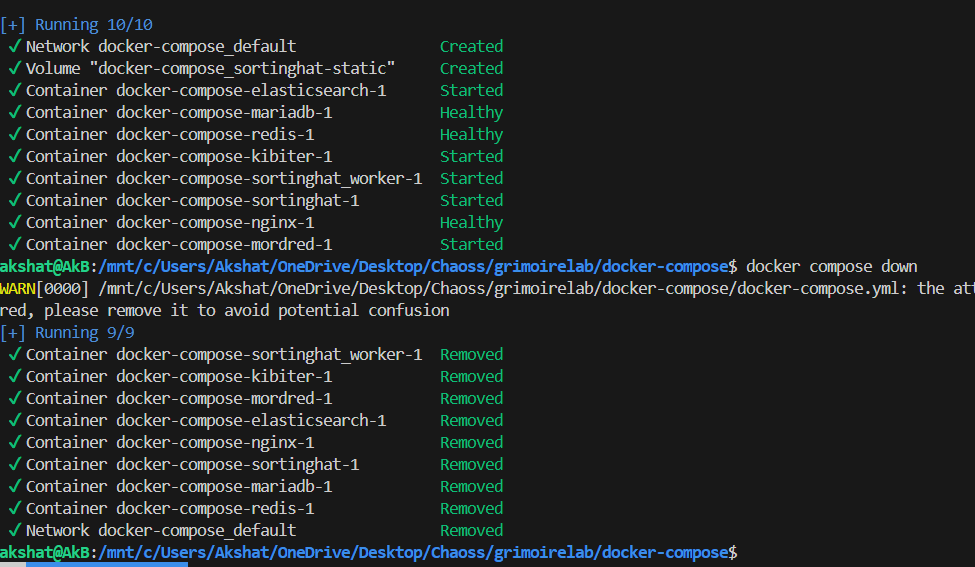 [+] Running 10/10
✓ Network docker-compose_default Created
✓ Volume "docker-compose_sortinghat-static" Created
✓ Container docker-compose-elasticsearch-1 Started
✓ Container docker-compose-mariadb-1 Healthy
✓ Container docker-compose-redis-1 Healthy
✓ Container docker-compose-kibiter-1 Started
✓ Container docker-compose-sortinghat_worker-1 Started
✓ Container docker-compose-sortinghat-1 Started
✓ Container docker-compose-nginx-1 Healthy
✓ Container docker-compose-mordred-1 Started
akshat@AkB:/mnt/c/Users/Akshat/OneDrive/Desktop/Chaoss/grimoirelab/docker-compose$ docker compose down
WARN[0000] /mnt/c/Users/Akshat/OneDrive/Desktop/Chaoss/grimoirelab/docker-compose/docker-compose.yml: the att
red, please remove it to avoid potential confusion
[+] Running 9/9
✓ Container docker-compose-sortinghat_worker-1 Removed
✓ Container docker-compose-kibiter-1 Removed
✓ Container docker-compose-mordred-1 Removed
✓ Container docker-compose-elasticsearch-1 Removed
✓ Container docker-compose-nginx-1 Removed
✓ Container docker-compose-sortinghat-1 Removed
✓ Container docker-compose-mariadb-1 Removed
✓ Container docker-compose-redis-1 Removed
✓ Network docker-compose_default Removed
akshat@AkB:/mnt/c/Users/Akshat/OneDrive/Desktop/Chaoss/grimoirelab/docker-compose$